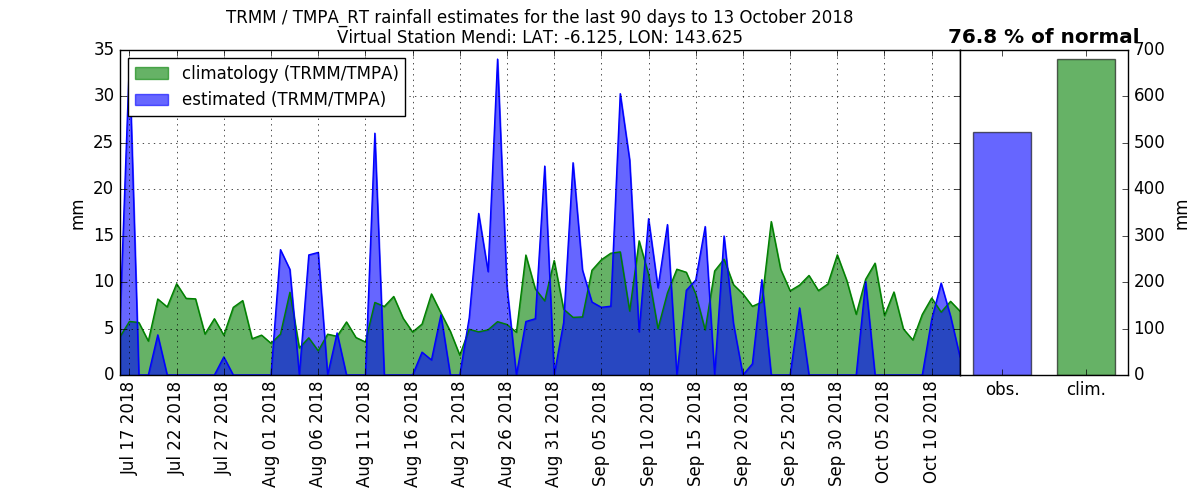 TRMM / TMPA_RT rainfall estimates for the last 90 days to 13 October 2018
Virtual Station Mendi: LAT: -6.125, LON: 143.625
76.8 % of normal
climatology (TRMM/TMPA)
estimated (TRMM/TMPA)
mm
35
30
25
20
15
10
5
0
Jul 17 2018
Jul 22 2018
Jul 27 2018
Aug 01 2018
Aug 06 2018
Aug 11 2018
Aug 16 2018
Aug 21 2018
Aug 26 2018
Aug 31 2018
Sep 05 2018
Sep 10 2018
Sep 15 2018
Sep 20 2018
Sep 25 2018
Sep 30 2018
Oct 05 2018
Oct 10 2018
obs.
clim.
700
600
500
400
300
200
100
0
mm